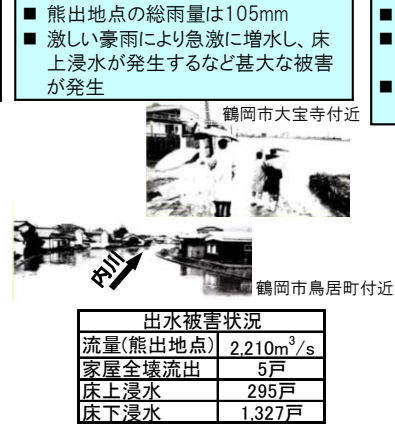 ■ 熊出地点の総雨量は105mm
■ 激しい豪雨により急激に増水し、床
上浸水が発生するなど甚大な被害
が発生
■
■
■
鶴岡市大宝寺付近
内川
鶴岡市鳥居町付近
出水被害状況
流量(熊出地点) 2,210m³/s
家屋全壊流出 5戸
床上浸水 295戸
床下浸水 1,327戸